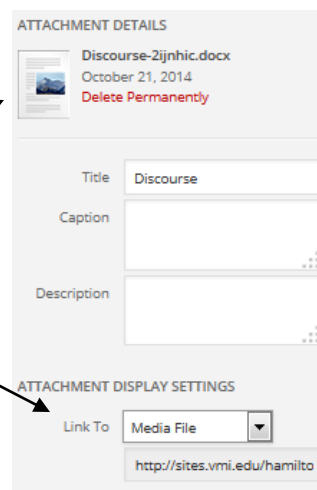 ATTACHMENT DETAILS
Discourse-2ijnhic.docx
October 21, 2014
Delete Permanently
Title Discourse
Caption
Description
ATTACHMENT DISPLAY SETTINGS
Link To Media File
http://sites.vmi.edu/hamilto